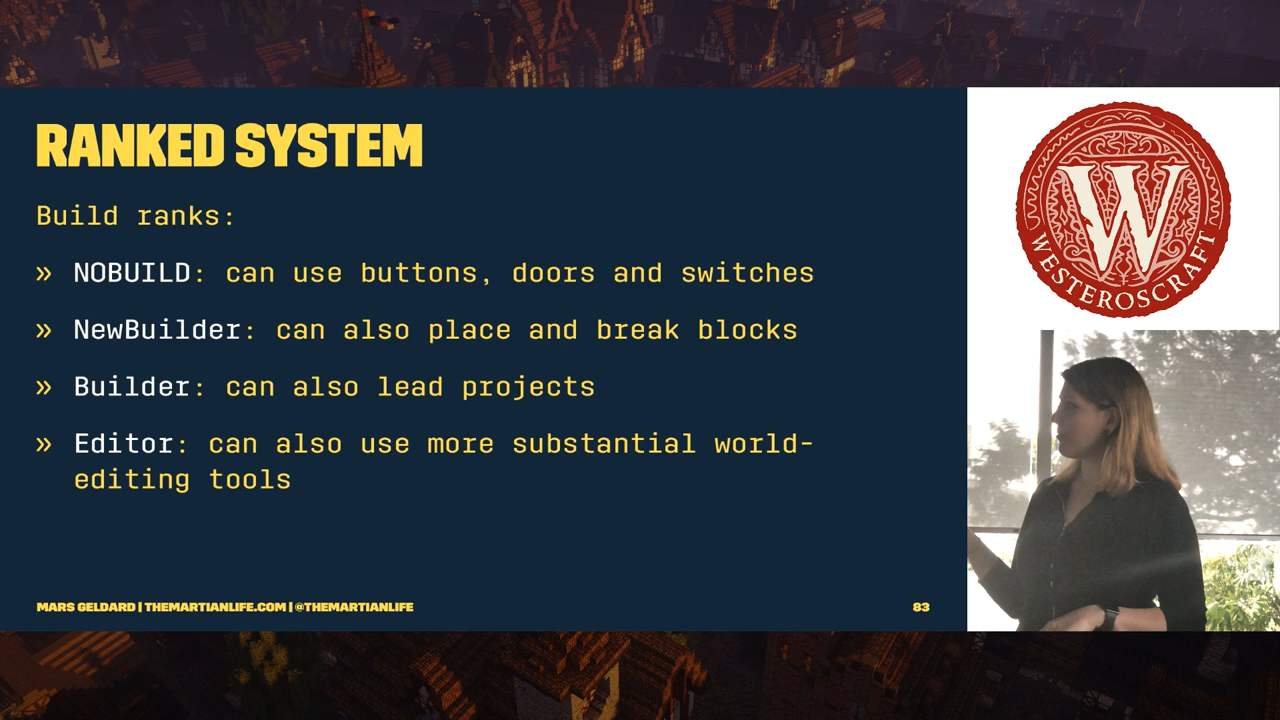 RANKED SYSTEM
Build ranks:
» NOBUILD: can use buttons, doors and switches
» NewBuilder: can also place and break blocks
» Builder: can also lead projects
» Editor: can also use more substantial world-
editing tools
MARS GELDARD | THEMARTIANLIFE.COM | @THEMARTIANLIFE
83
W
WESTEROSCRAFT